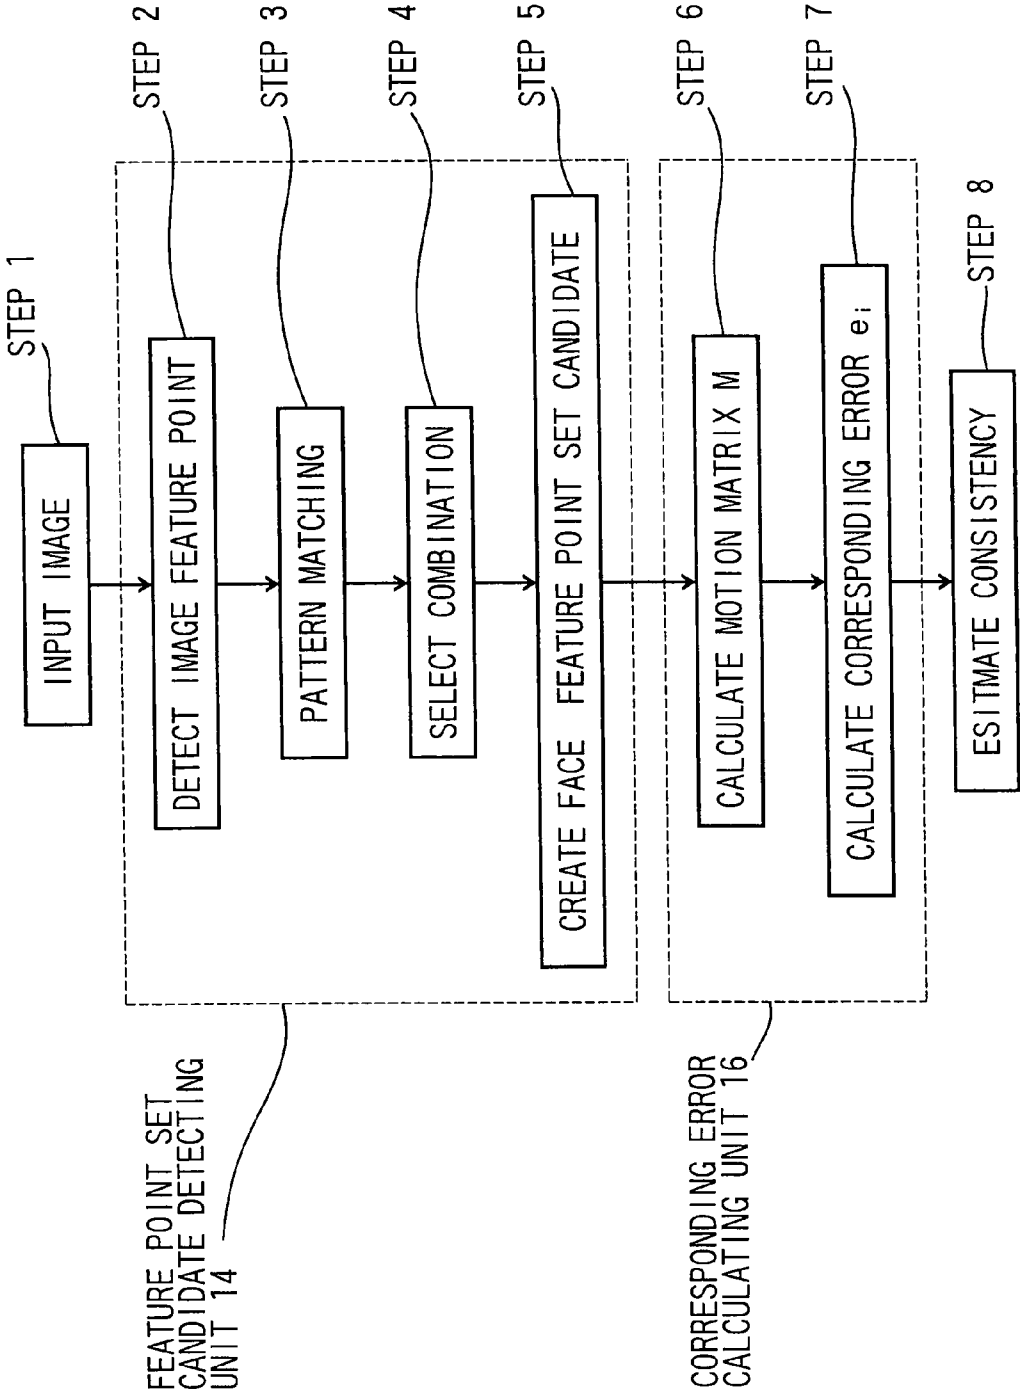 STEP 1
INPUT IMAGE
STEP 2
DETECT IMAGE FEATURE POINT
STEP 3
PATTERN MATCHING
STEP 4
SELECT COMBINATION
STEP 5
CREATE FACE FEATURE POINT SET CANDIDATE
FEATURE POINT SET
CANDIDATE DETECTING
UNIT 14
STEP 6
CALCULATE MOTION MATRIX M
STEP 7
CALCULATE CORRESPONDING ERROR ei
CORRESPONDING ERROR
CALCULATING UNIT 16
STEP 8
ESITMATE CONSISTENCY